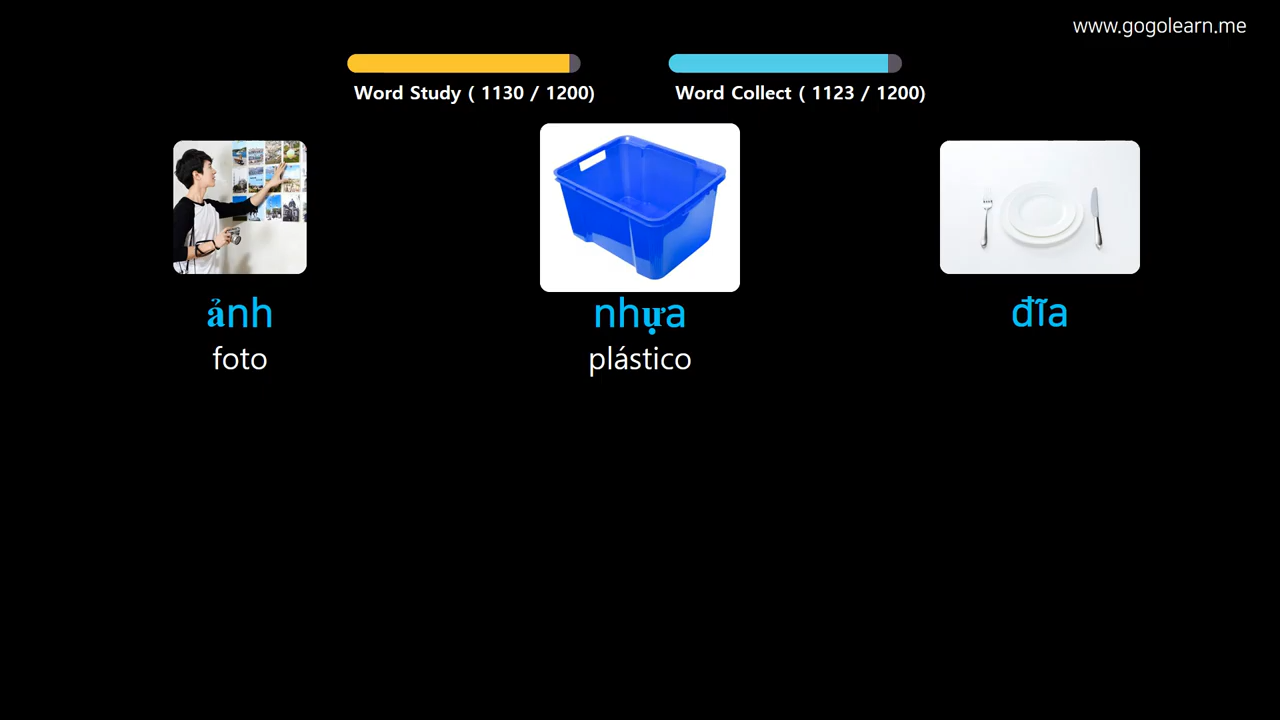 www.gogolearn.me
Word Study ( 1130 / 1200)
Word Collect ( 1123 / 1200)
ảnh
nhựa
đĩa
foto
plástico